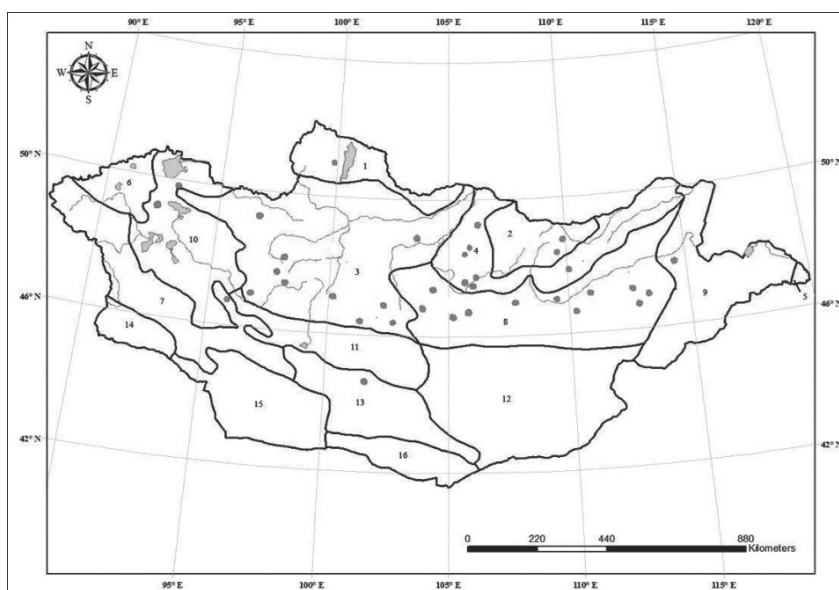 90° E 95° E 100° E 105° E 110° E 115° E 120° E
N
W E
S
50° N 50° N
1
6
2
10 4
3
46° N 7 9 5 46° N
14 8
11
13 12
15
42° N 16 42° N
0 220 440 880
Kilometers
95° E 100° E 105° E 110° E 115° E